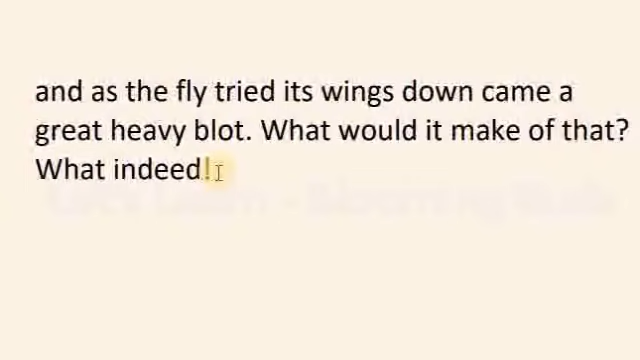 and as the fly tried its wings down came a
great heavy blot. What would it make of that?
What indeed!